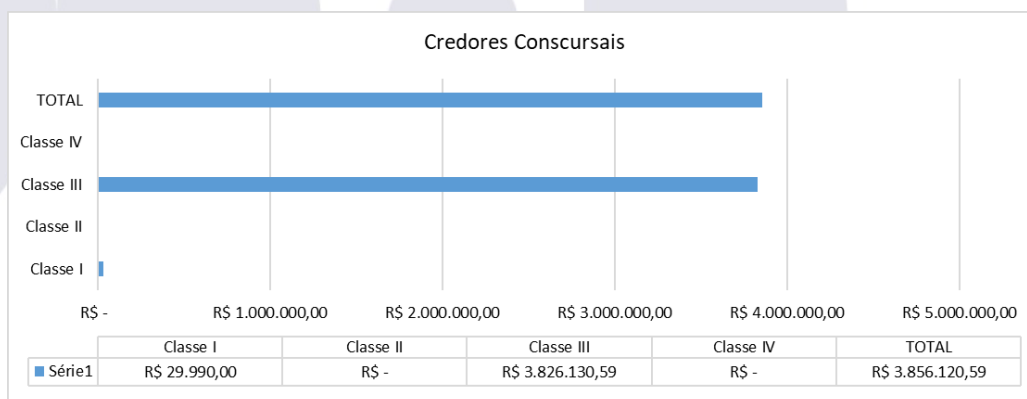 Credores Conscursais
TOTAL
Classe IV
Classe III
Classe II
Classe I
R$ - R$ 1.000.000,00 R$ 2.000.000,00 R$ 3.000.000,00 R$ 4.000.000,00 R$ 5.000.000,00
Classe I Classe II Classe III Classe IV TOTAL
Série1 R$ 29.990,00 R$ - R$ 3.826.130,59 R$ - R$ 3.856.120,59